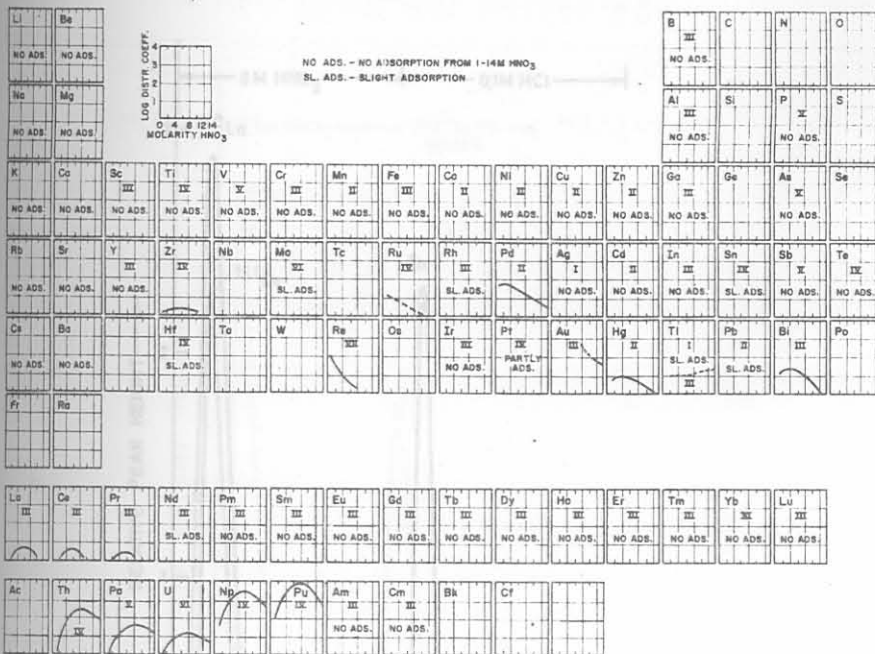 Li Be B C N O
III
NO ADS. NO ADS. NO ADS.
LOG DISTR. COEFF.
4
3
2
1
0 4 8 12 14
MOLARITY HNO3
NO ADS. - NO ADSORPTION FROM 1-14M HNO3
SL. ADS. - SLIGHT ADSORPTION
Na Mg Al Si P S
III V
NO ADS. NO ADS. NO ADS. NO ADS.
K Ca Sc Ti V Cr Mn Fe Co Ni Cu Zn Ga Ge As Se
III IV V III II III II II II II III V
NO ADS. NO ADS. NO ADS. NO ADS. NO ADS. NO ADS. NO ADS. NO ADS. NO ADS. NO ADS. NO ADS. NO ADS. NO ADS. NO ADS.
Rb Sr Y Zr Nb Mo Tc Ru Rh Pd Ag Cd In Sn Sb Te
III IV VI IV III II I II III IV V IV
NO ADS. NO ADS. NO ADS. SL. ADS. SL. ADS. NO ADS. NO ADS. NO ADS. SL. ADS. NO ADS. NO ADS.
Cs Ba Hf Ta W Re Os Ir Pt Au Hg Tl Pb Bi Po
IV VII III IV III II I II III
NO ADS. NO ADS. SL. ADS. NO ADS. PARTLY ADS. SL. ADS. SL. ADS.
III
Fr Ra
La Ce Pr Nd Pm Sm Eu Gd Tb Dy Ho Er Tm Yb Lu
III III III III III III III III III III III III III III III
SL. ADS. NO ADS. NO ADS. NO ADS. NO ADS. NO ADS. NO ADS. NO ADS. NO ADS. NO ADS. NO ADS. NO ADS.
Ac Th Pa U Np Pu Am Cm Bk Cf
IV V VI IV IV III III
NO ADS. NO ADS.